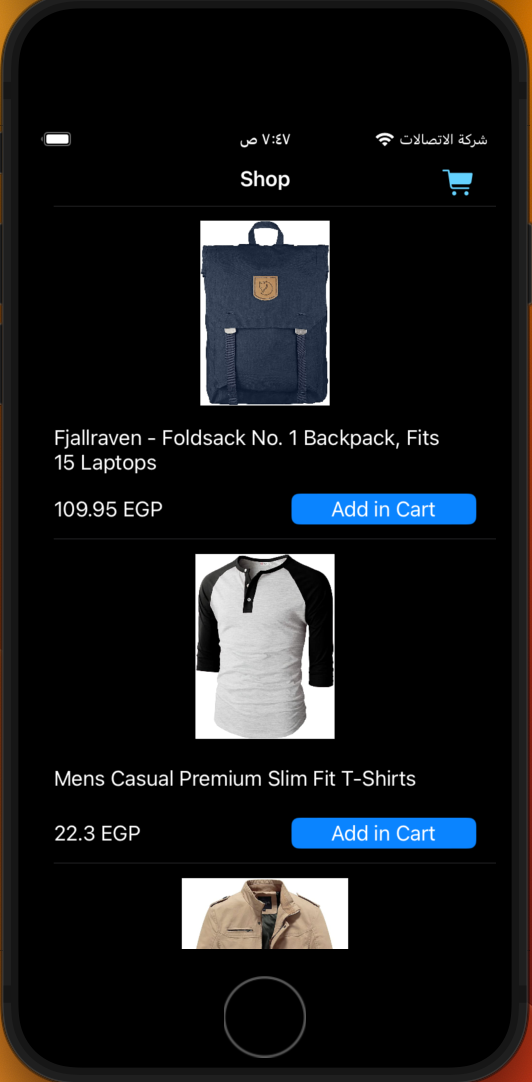 شركة الاتصالات
٧:٤٧ ص
Shop
Fjallraven - Foldsack No. 1 Backpack, Fits
15 Laptops
109.95 EGP
Add in Cart
Mens Casual Premium Slim Fit T-Shirts
22.3 EGP
Add in Cart